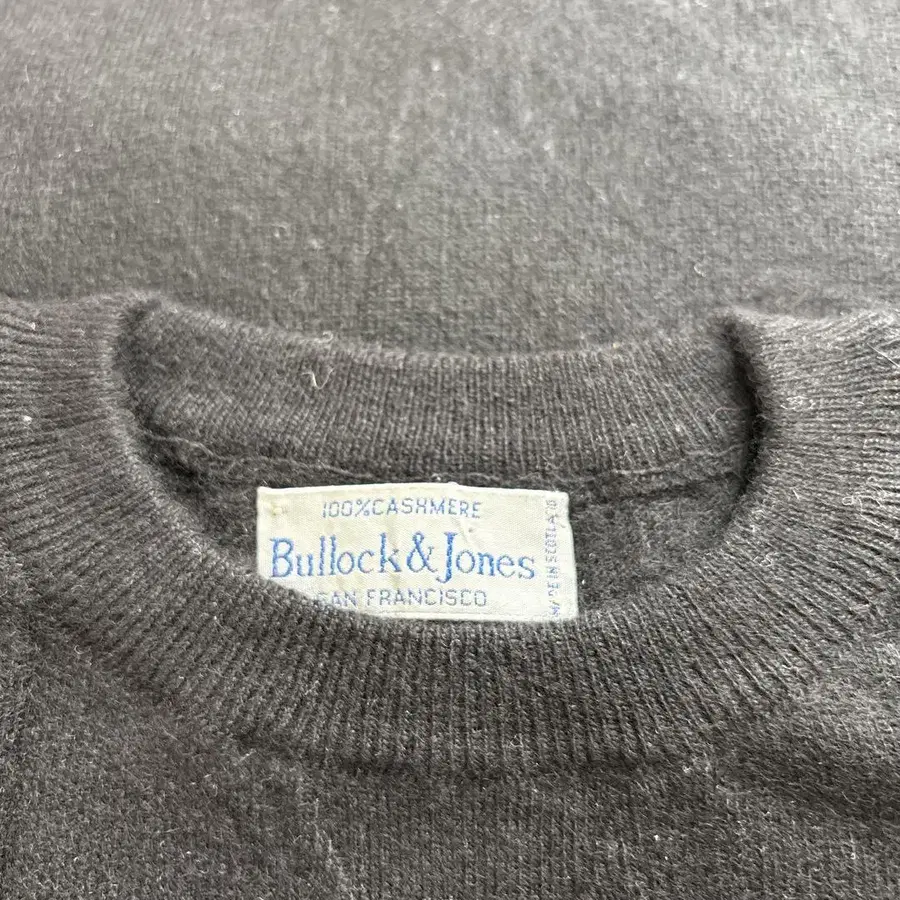 100%CASHMERE
Bullock&Jones
SAN FRANCISCO
MADE IN SCOTLAND